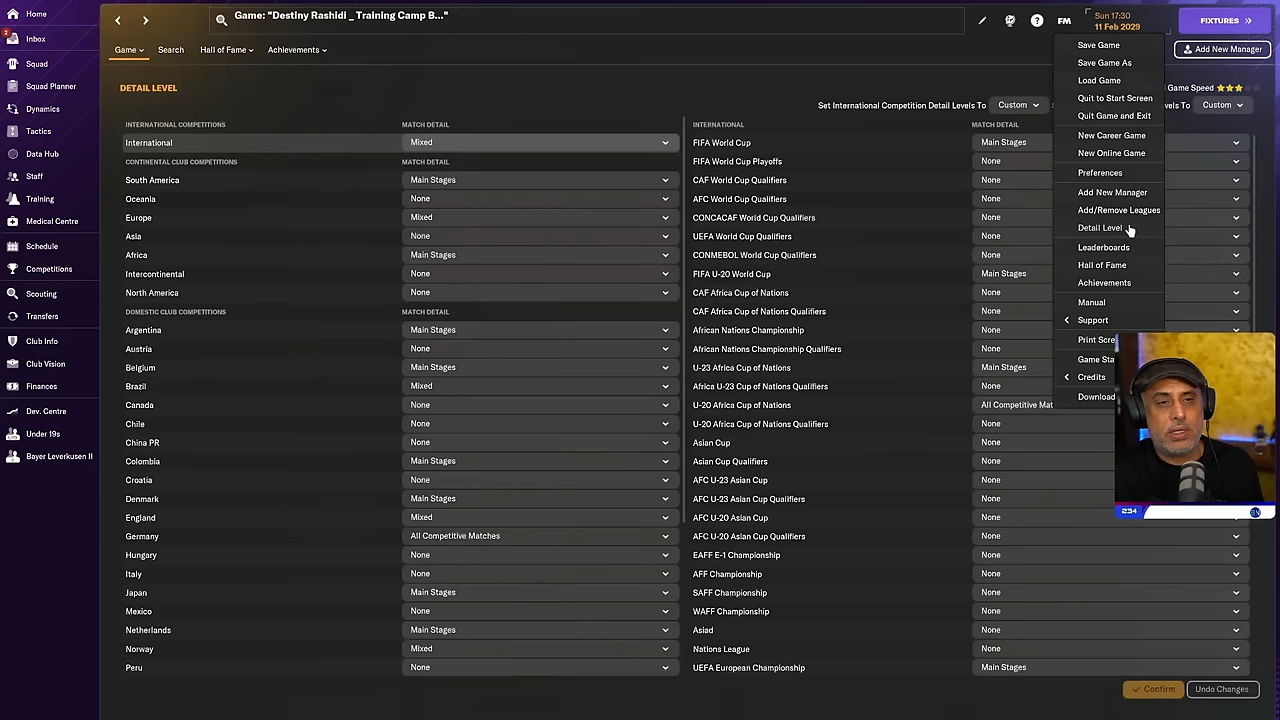 Home
2
Inbox
Squad
Squad Planner
Dynamics
Tactics
Data Hub
Staff
Training
Medical Centre
Schedule
Competitions
Scouting
Transfers
Club Info
Club Vision
Finances
Dev. Centre
Under 19s
Bayer Leverkusen II
Game: "Destiny Rashidi _ Training Camp B..."
FM
Sun 17:30
11 Feb 2029
FIXTURES
Game
Search
Hall of Fame
Achievements
Add New Manager
DETAIL LEVEL
Game Speed
Set International Competition Detail Levels To
Custom
Custom
INTERNATIONAL COMPETITIONS MATCH DETAIL
International Mixed
CONTINENTAL CLUB COMPETITIONS MATCH DETAIL
South America Main Stages
Oceania None
Europe Mixed
Asia None
Africa Main Stages
Intercontinental None
North America None
DOMESTIC CLUB COMPETITIONS MATCH DETAIL
Argentina Main Stages
Austria None
Belgium Main Stages
Brazil Mixed
Canada None
Chile None
China PR None
Colombia Main Stages
Croatia None
Denmark Main Stages
England Mixed
Germany All Competitive Matches
Hungary None
Italy None
Japan Main Stages
Mexico None
Netherlands Main Stages
Norway Mixed
Peru None
INTERNATIONAL MATCH DETAIL
FIFA World Cup Main Stages
FIFA World Cup Playoffs None
CAF World Cup Qualifiers None
AFC World Cup Qualifiers None
CONCACAF World Cup Qualifiers None
UEFA World Cup Qualifiers None
CONMEBOL World Cup Qualifiers None
FIFA U-20 World Cup Main Stages
CAF Africa Cup of Nations None
CAF Africa Cup of Nations Qualifiers None
African Nations Championship None
African Nations Championship Qualifiers None
U-23 Africa Cup of Nations Main Stages
Africa U-23 Cup of Nations Qualifiers None
U-20 Africa Cup of Nations All Competitive Mat
U-20 Africa Cup of Nations Qualifiers None
Asian Cup None
Asian Cup Qualifiers None
AFC U-23 Asian Cup None
AFC U-23 Asian Cup Qualifiers None
AFC U-20 Asian Cup None
AFC U-20 Asian Cup Qualifiers None
EAFF E-1 Championship None
AFF Championship None
SAFF Championship None
WAFF Championship None
Asiad None
Nations League None
UEFA European Championship Main Stages
Save Game
Save Game As
Load Game
Quit to Start Screen
Quit Game and Exit
New Career Game
New Online Game
Preferences
Add New Manager
Add/Remove Leagues
Detail Level
Leaderboards
Hall of Fame
Achievements
Manual
Support
Print Scre
Game Sta
Credits
Download
234
Confirm
Undo Changes